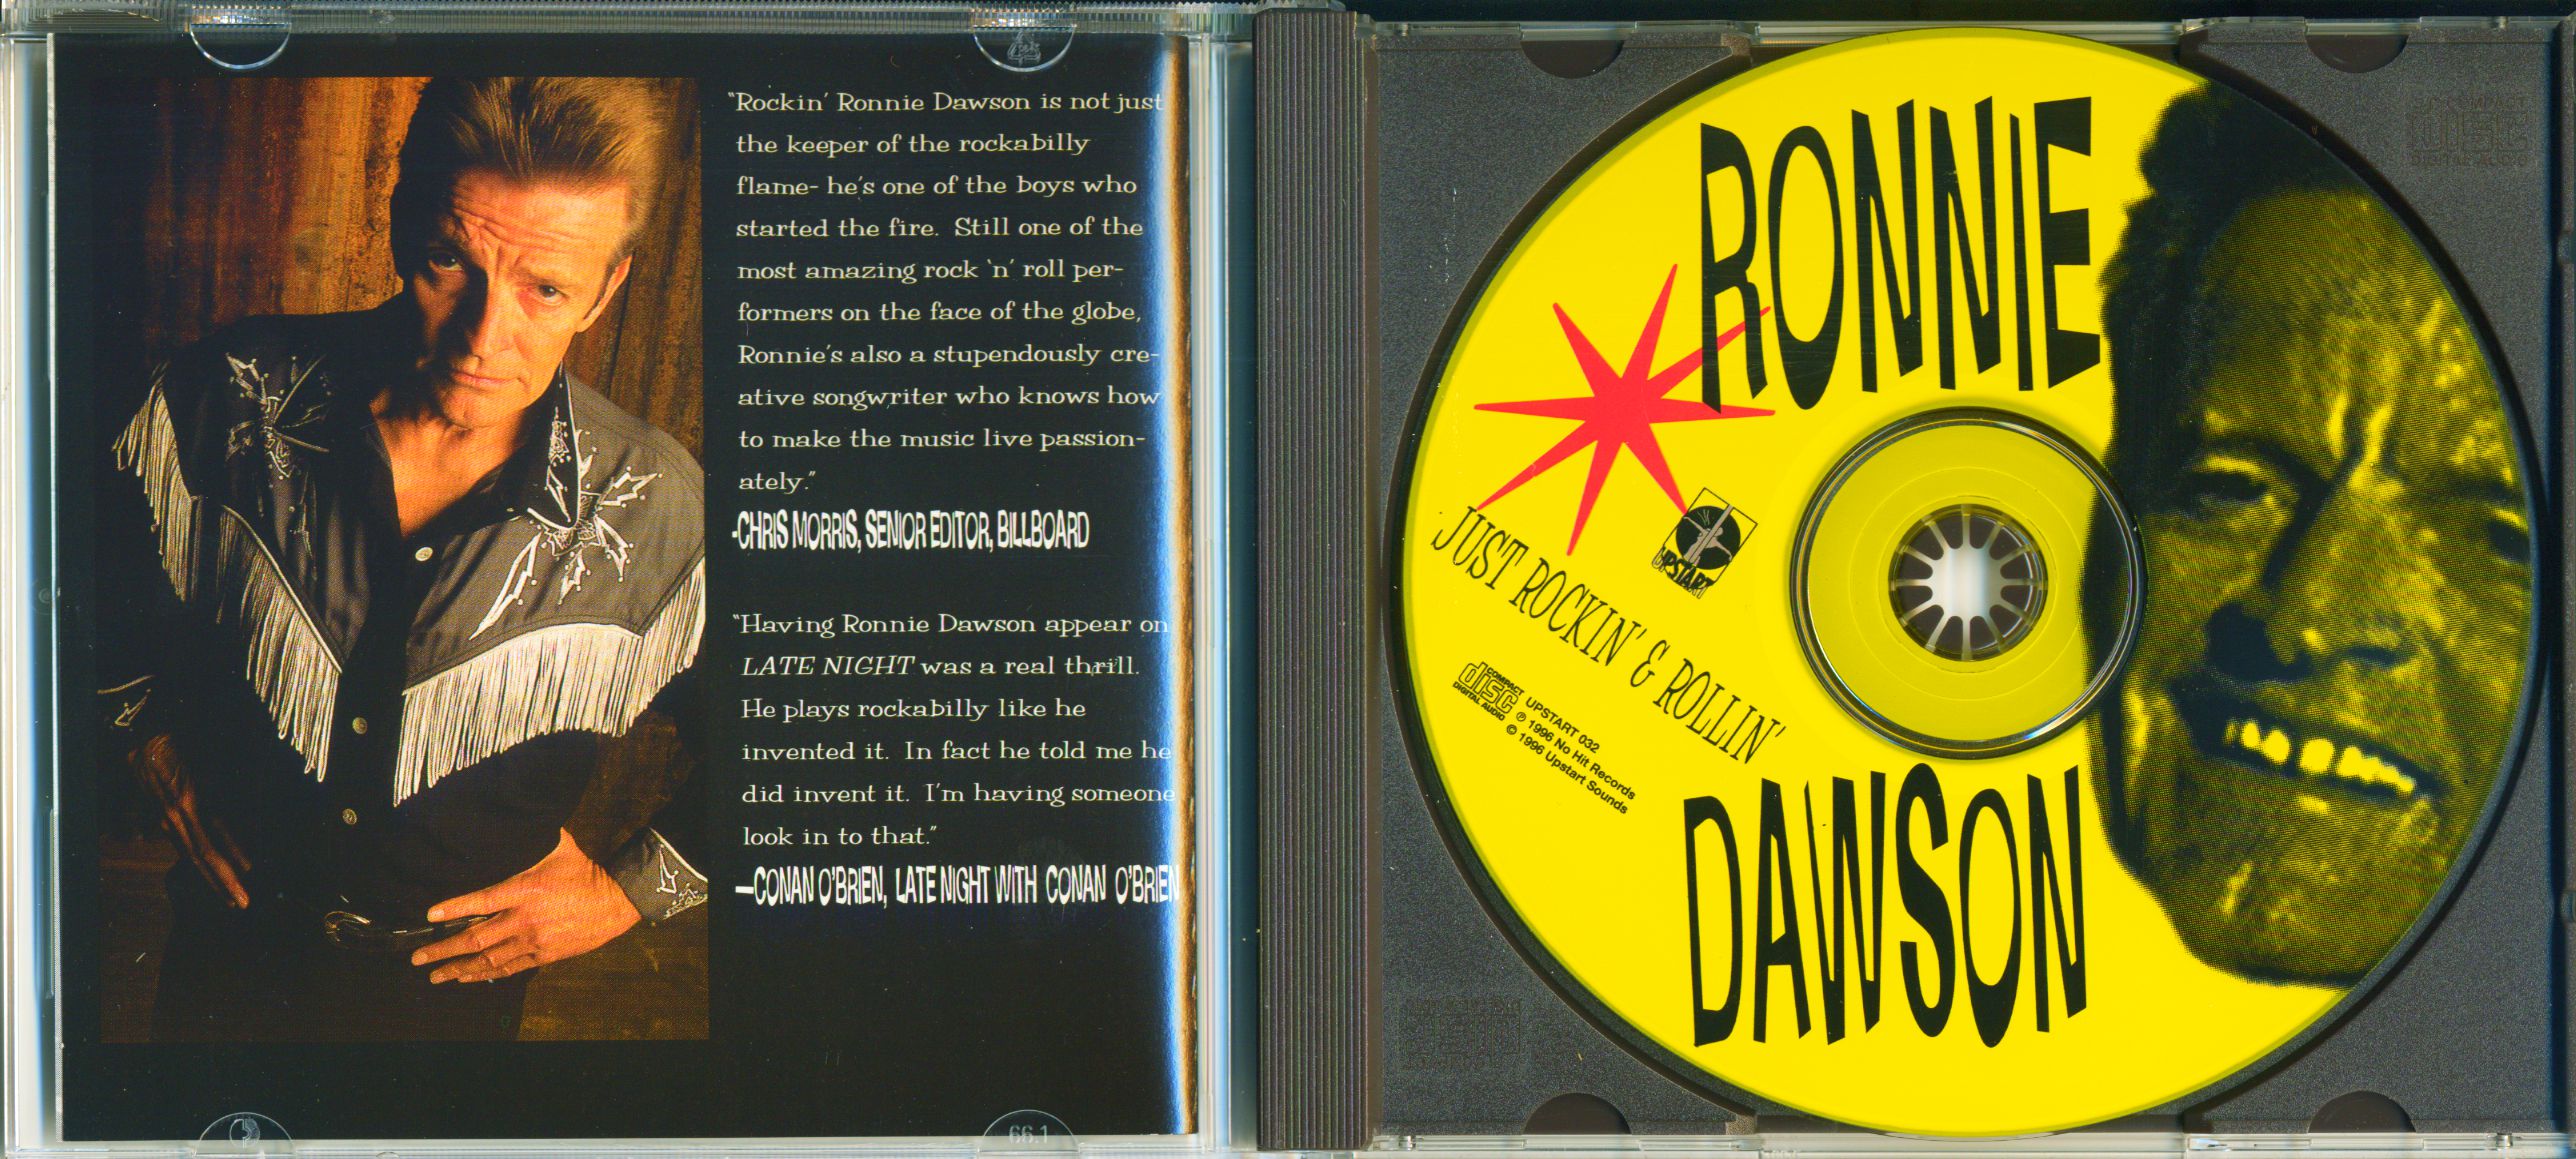 "Rockin' Ronnie Dawson is not just
the keeper of the rockabilly
flame- he's one of the boys who
started the fire. Still one of the
most amazing rock 'n' roll per-
formers on the face of the globe,
Ronnie's also a stupendously cre-
ative songwriter who knows how
to make the music live passion-
ately."
-CHRIS MORRIS, SENIOR EDITOR, BILLBOARD
"Having Ronnie Dawson appear on
LATE NIGHT was a real thrill.
He plays rockabilly like he
invented it. In fact he told me he
did invent it. I'm having someone
look in to that."
—CONAN O'BRIEN, LATE NIGHT WITH CONAN O'BRIEN
66.1
RONNIE
UPSTART
JUST ROCKIN' & ROLLIN'
COMPACT
disc
DIGITAL AUDIO
UPSTART 032
℗ 1996 No Hit Records
© 1996 Upstart Sounds
DAWSON
COMPACT
disc
DIGITAL AUDIO